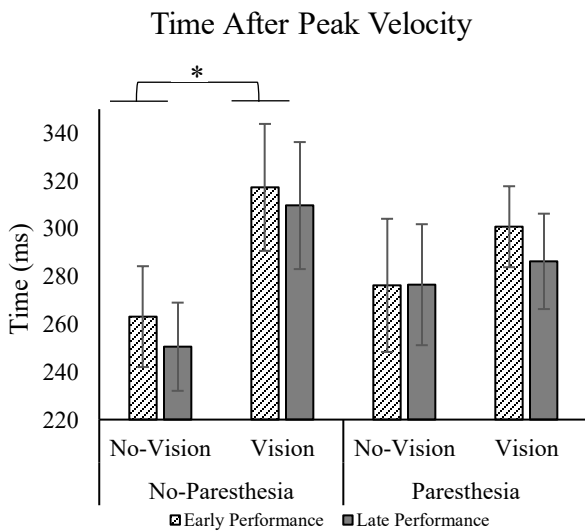 Time After Peak Velocity
*
Time (ms)
340
320
300
280
260
240
220
No-Vision Vision No-Vision Vision
No-Paresthesia Paresthesia
Early Performance Late Performance